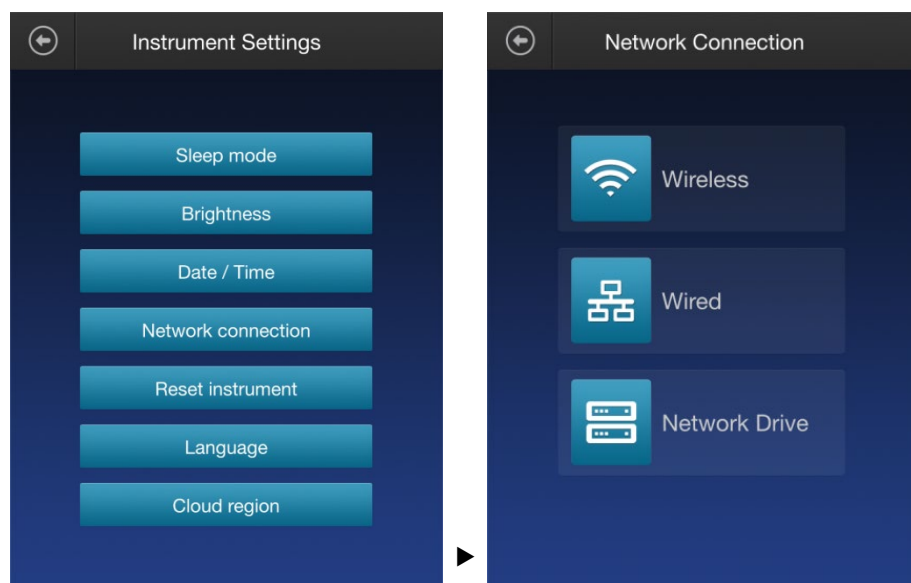 Instrument Settings
Sleep mode
Brightness
Date / Time
Network connection
Reset instrument
Language
Cloud region
Network Connection
Wireless
Wired
Network Drive